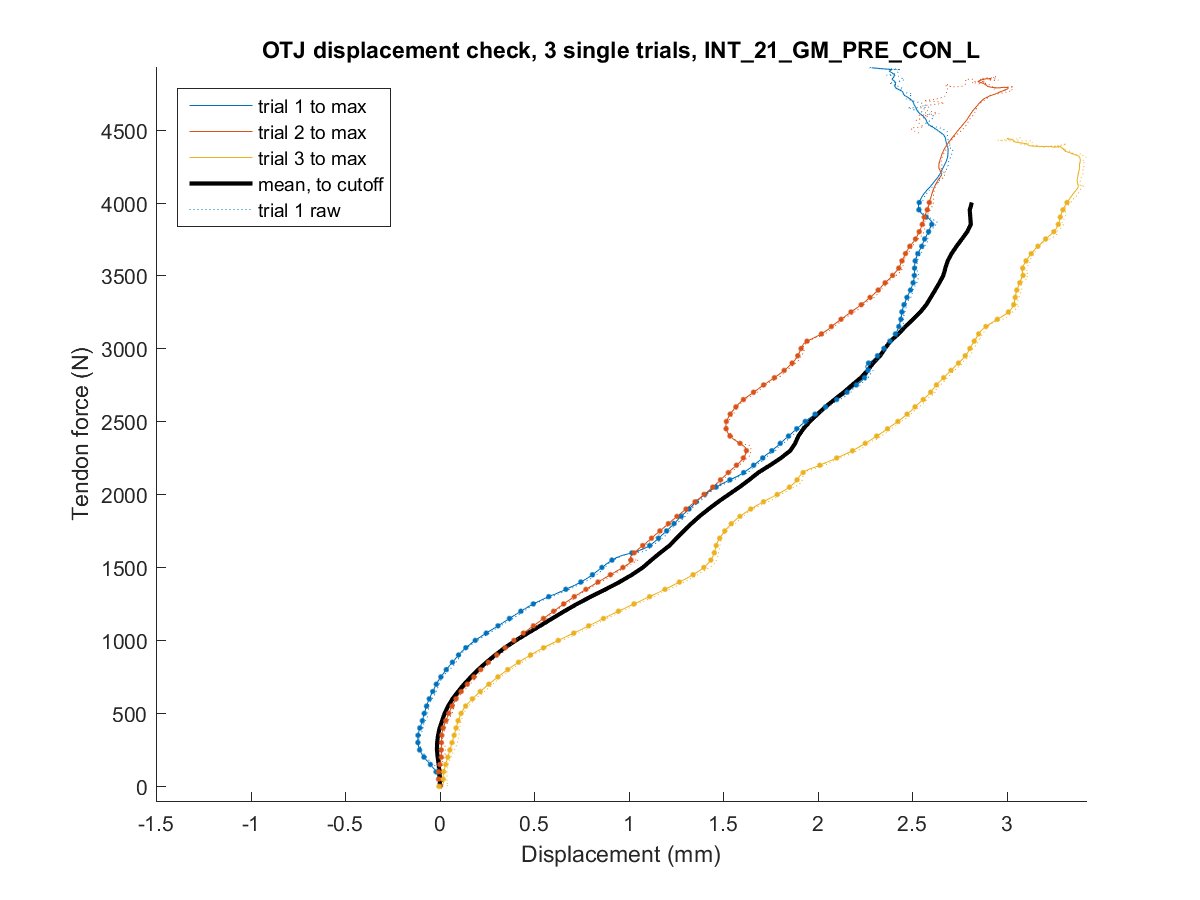 OTJ displacement check, 3 single trials, INT_21_GM_PRE_CON_L
trial 1 to max
trial 2 to max
trial 3 to max
mean, to cutoff
trial 1 raw
Tendon force (N)
4500
4000
3500
3000
2500
2000
1500
1000
500
0
-1.5
-1
-0.5
0
0.5
1
1.5
2
2.5
3
Displacement (mm)